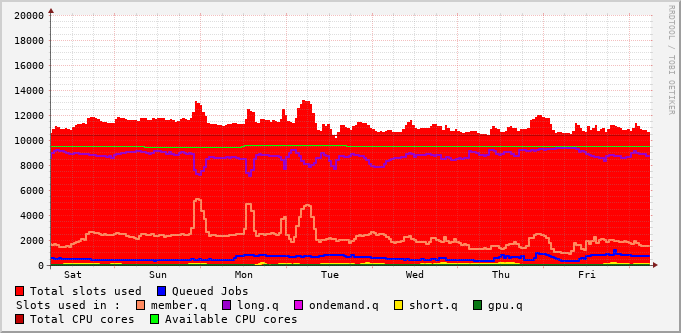 20000
18000
16000
14000
12000
10000
8000
6000
4000
2000
0
Sat Sun Mon Tue Wed Thu Fri
Total slots used Queued Jobs
Slots used in : member.q long.q ondemand.q short.q gpu.q
Total CPU cores Available CPU cores
RRDTOOL / TOBI OETIKER